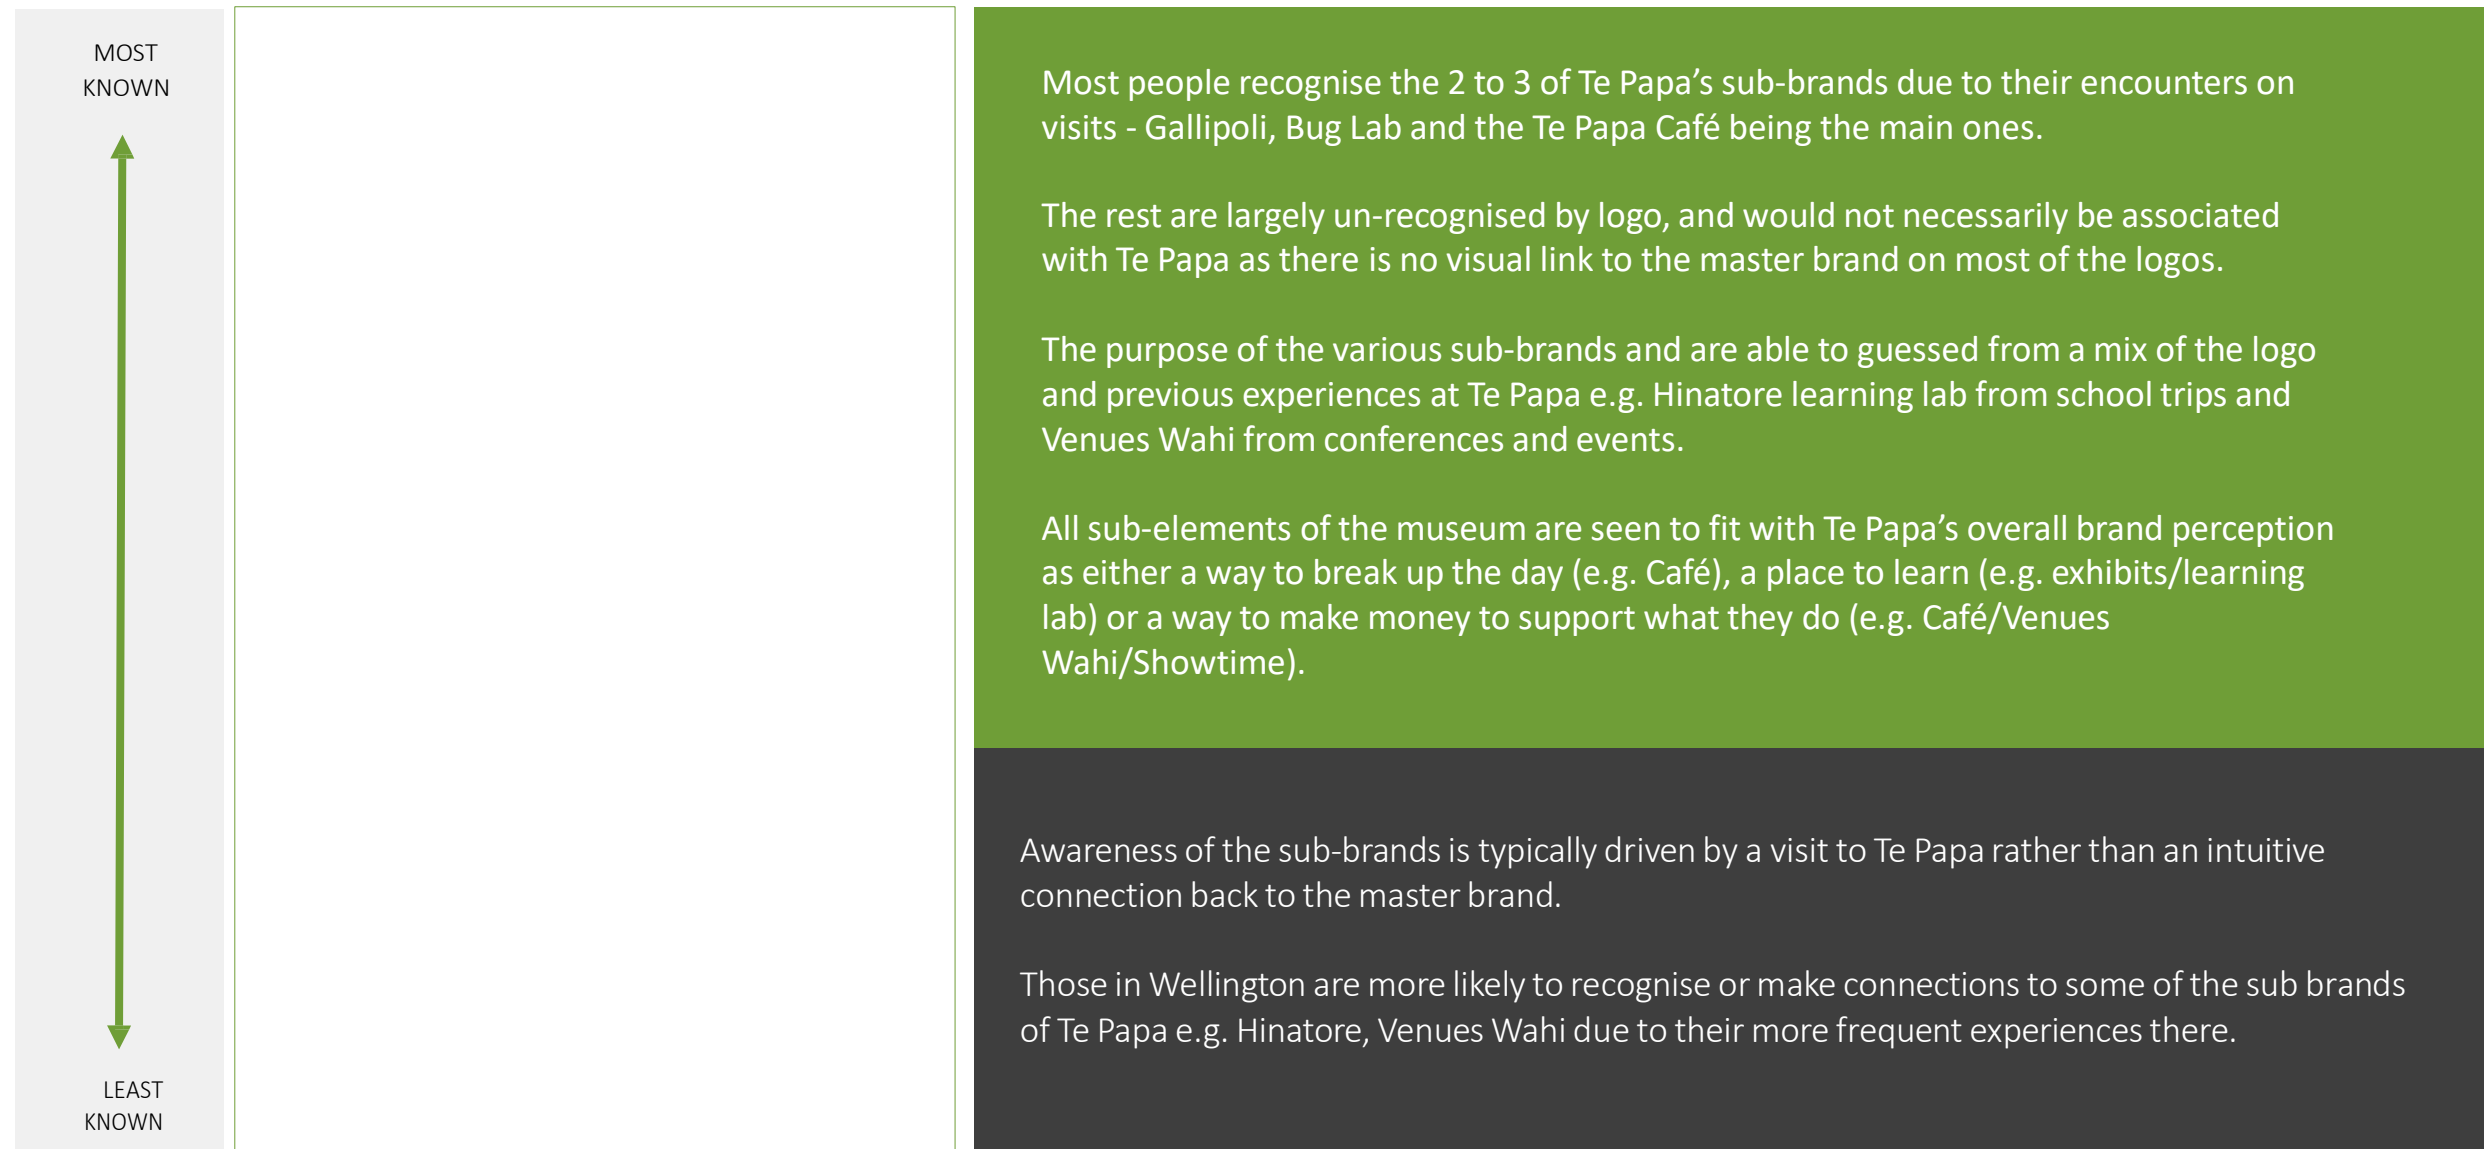 MOST
KNOWN
LEAST
KNOWN
Most people recognise the 2 to 3 of Te Papa’s sub-brands due to their encounters on
visits - Gallipoli, Bug Lab and the Te Papa Café being the main ones.
The rest are largely un-recognised by logo, and would not necessarily be associated
with Te Papa as there is no visual link to the master brand on most of the logos.
The purpose of the various sub-brands and are able to guessed from a mix of the logo
and previous experiences at Te Papa e.g. Hinatore learning lab from school trips and
Venues Wahi from conferences and events.
All sub-elements of the museum are seen to fit with Te Papa’s overall brand perception
as either a way to break up the day (e.g. Café), a place to learn (e.g. exhibits/learning
lab) or a way to make money to support what they do (e.g. Café/Venues
Wahi/Showtime).
Awareness of the sub-brands is typically driven by a visit to Te Papa rather than an intuitive
connection back to the master brand.
Those in Wellington are more likely to recognise or make connections to some of the sub brands
of Te Papa e.g. Hinatore, Venues Wahi due to their more frequent experiences there.